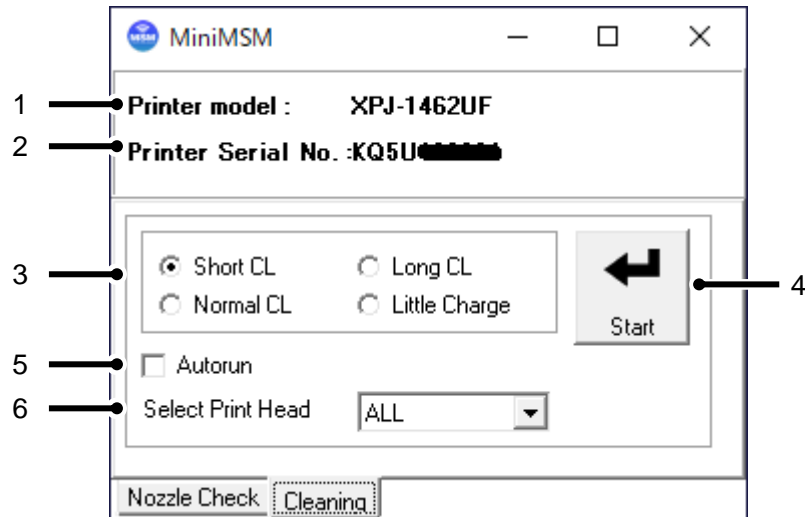 MiniMSM
1 Printer model : XPJ-1462UF
2 Printer Serial No. :KQ5U
3 Short CL Long CL
Normal CL Little Charge
Start
4
5 Autorun
6 Select Print Head ALL
Nozzle Check Cleaning